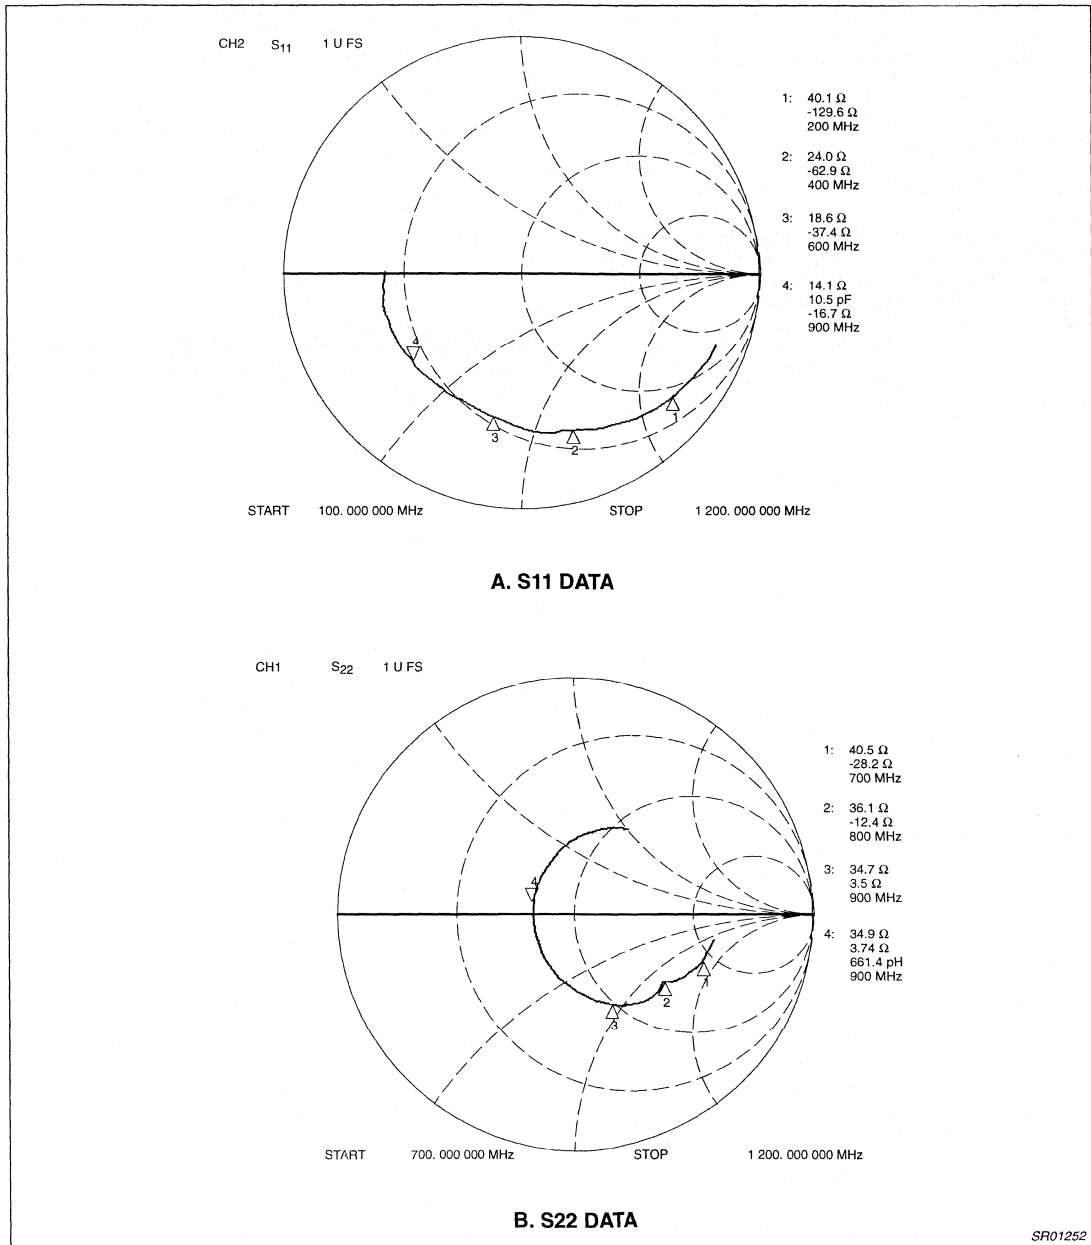 CH2 S11 1 U FS
1: 40.1 Ω
-129.6 Ω
200 MHz
2: 24.0 Ω
-62.9 Ω
400 MHz
3: 18.6 Ω
-37.4 Ω
600 MHz
4: 14.1 Ω
10.5 pF
-16.7 Ω
900 MHz
4
3
2
1
START 100. 000 000 MHz STOP 1 200. 000 000 MHz
A. S11 DATA
CH1 S22 1 U FS
1: 40.5 Ω
-28.2 Ω
700 MHz
2: 36.1 Ω
-12.4 Ω
800 MHz
3: 34.7 Ω
3.5 Ω
900 MHz
4: 34.9 Ω
3.74 Ω
661.4 pH
900 MHz
4
1
2
3
START 700. 000 000 MHz STOP 1 200. 000 000 MHz
B. S22 DATA
SR01252